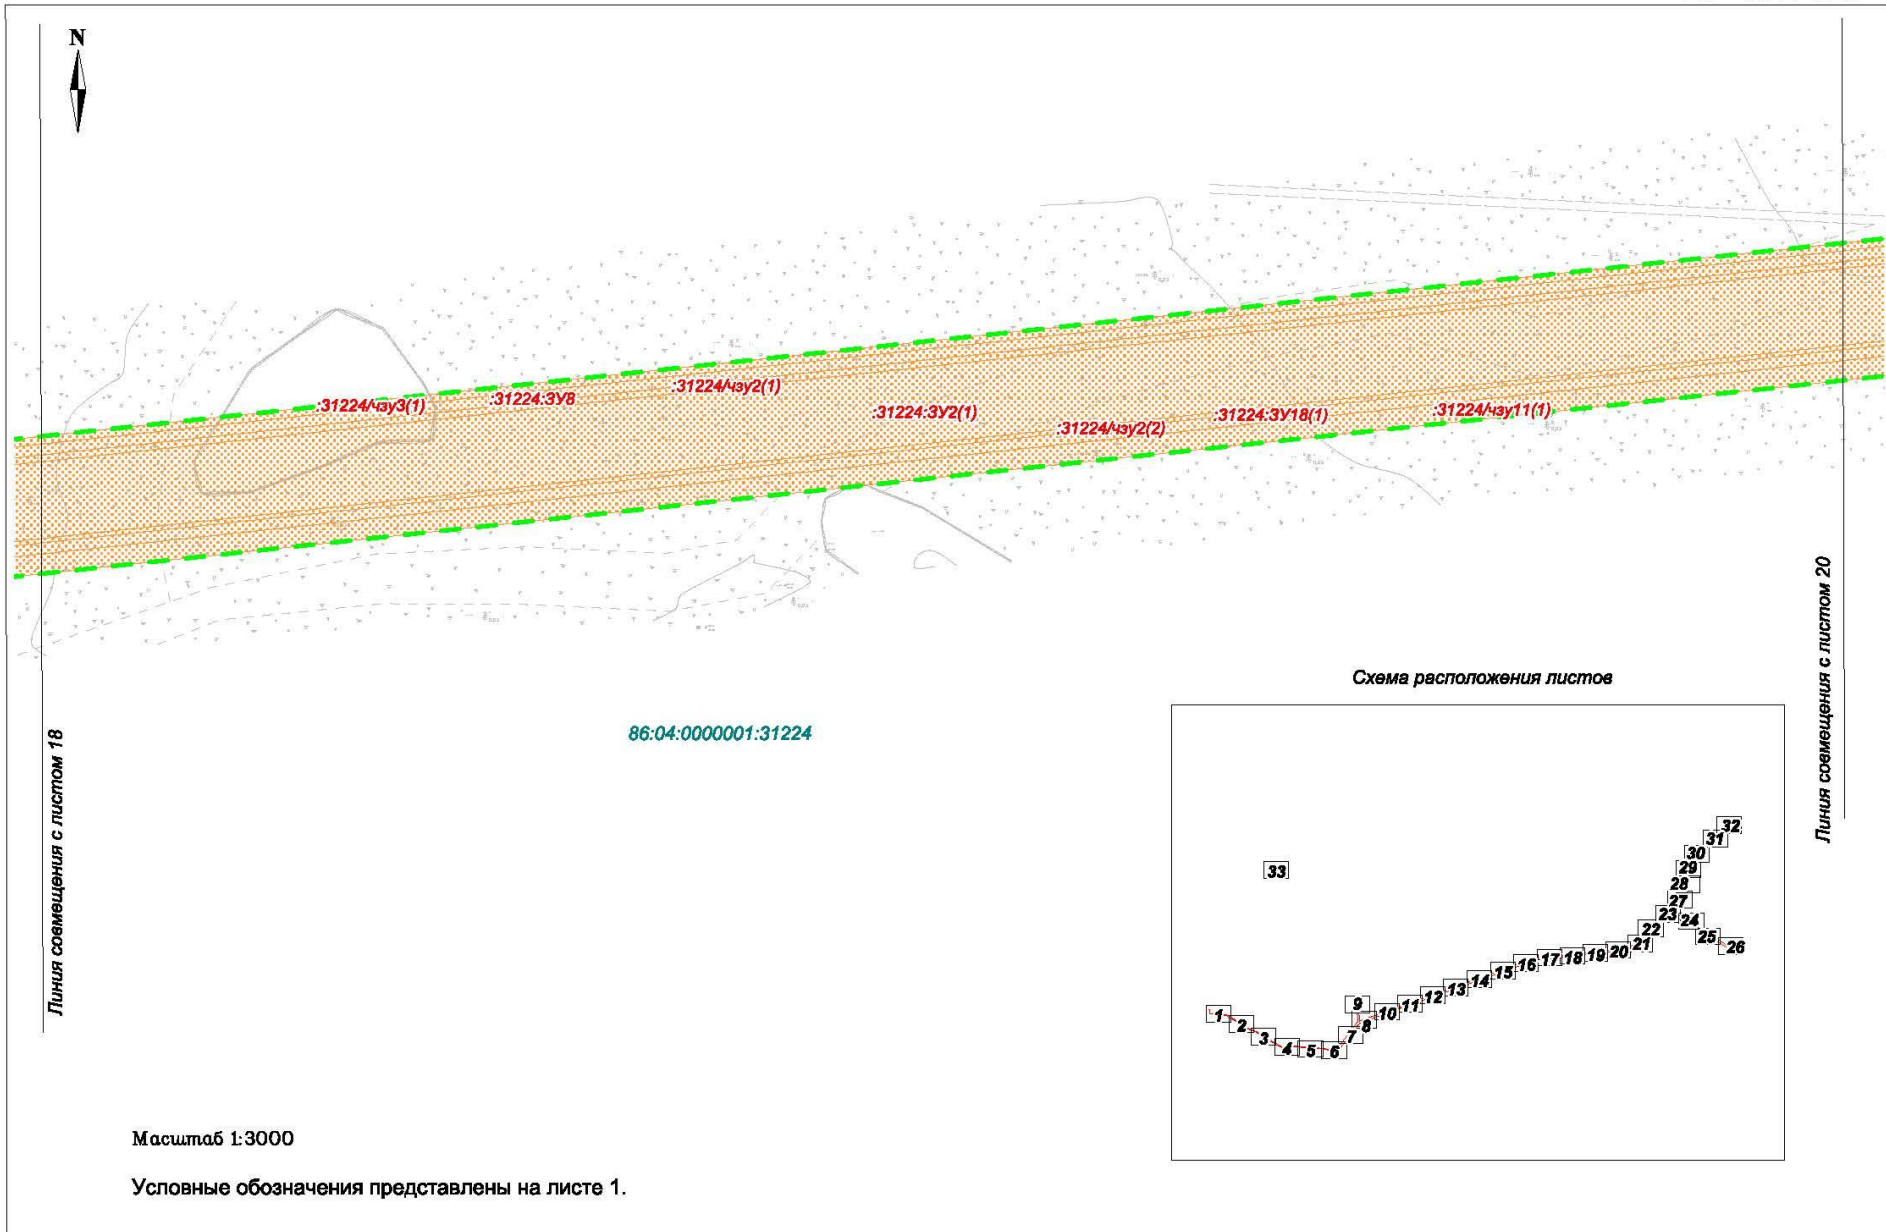 N
:31224/чзу3(1)
:31224:ЗУ8
:31224/чзу2(1)
:31224:ЗУ2(1)
:31224/чзу2(2)
:31224:ЗУ18(1)
:31224/чзу11(1)
86:04:0000001:31224
Линия совмещения с листом 18
Линия совмещения с листом 20
Схема расположения листов
32
31
30
29
28
27
33
23
24
22
25
26
21
20
19
18
17
16
15
14
13
12
11
10
9
8
7
6
5
4
3
2
1
Масштаб 1:3000
Условные обозначения представлены на листе 1.